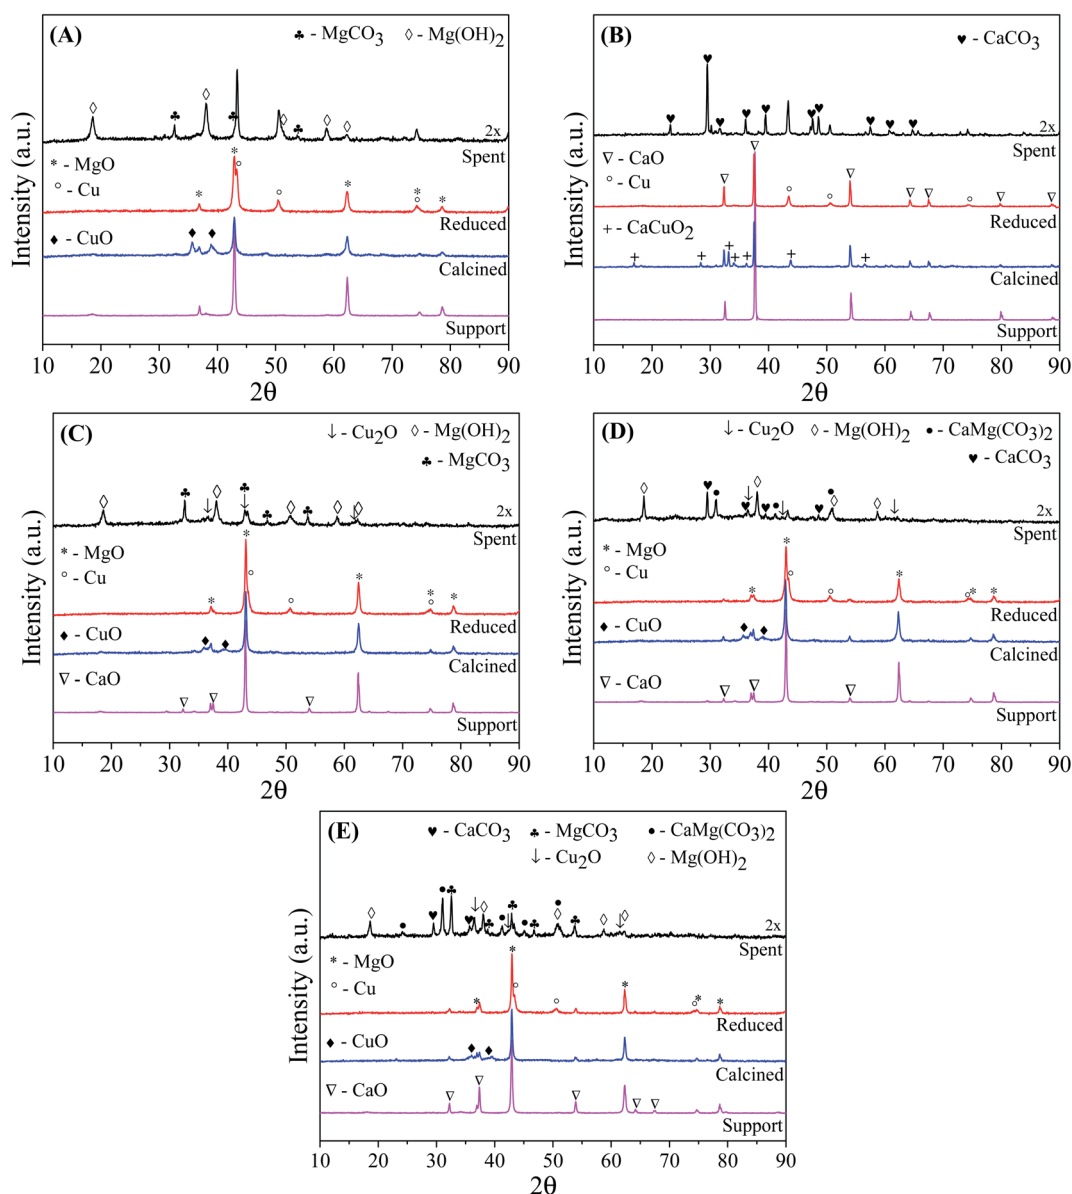 (A) ♣ - MgCO3 ◊ - Mg(OH)2
2x
Spent
* - MgO
○ - Cu
Reduced
♦ - CuO
Calcined
Support
Intensity (a.u.)
10 20 30 40 50 60 70 80 90
2θ
(B) ♥ - CaCO3
2x
Spent
∇ - CaO
○ - Cu
Reduced
+ - CaCuO2
Calcined
Support
Intensity (a.u.)
10 20 30 40 50 60 70 80 90
2θ
(C) ↓ - Cu2O ◊ - Mg(OH)2
♣ - MgCO3
2x
Spent
* - MgO
○ - Cu
Reduced
♦ - CuO
Calcined
∇ - CaO
Support
Intensity (a.u.)
10 20 30 40 50 60 70 80 90
2θ
(D) ↓ - Cu2O ◊ - Mg(OH)2 ● - CaMg(CO3)2
♥ - CaCO3
2x
Spent
* - MgO
○ - Cu
Reduced
♦ - CuO
Calcined
∇ - CaO
Support
Intensity (a.u.)
10 20 30 40 50 60 70 80 90
2θ
(E) ♥ - CaCO3 ♣ - MgCO3 ● - CaMg(CO3)2
↓ - Cu2O ◊ - Mg(OH)2
2x
Spent
* - MgO
○ - Cu
Reduced
♦ - CuO
Calcined
∇ - CaO
Support
Intensity (a.u.)
10 20 30 40 50 60 70 80 90
2θ